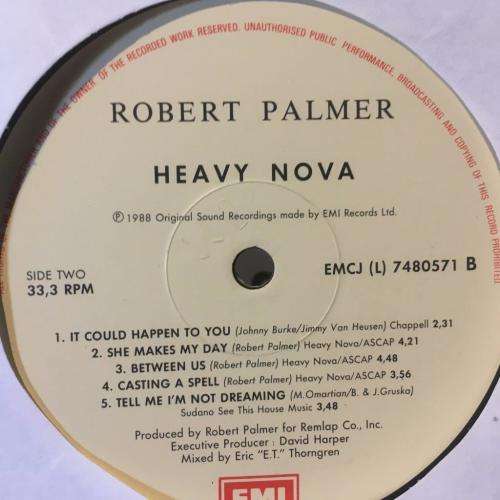 OF THE OWNER OF THE RECORDED WORK RESERVED. UNAUTHORISED PUBLIC PERFORMANCE, BROADCASTING AND COPYING OF THIS RECORD PROHIBITED
ROBERT PALMER
HEAVY NOVA
℗ 1988 Original Sound Recordings made by EMI Records Ltd.
SIDE TWO
33,3 RPM
EMCJ (L) 7480571 B
1. IT COULD HAPPEN TO YOU (Johnny Burke/Jimmy Van Heusen) Chappell 2,31
2. SHE MAKES MY DAY (Robert Palmer) Heavy Nova/ASCAP 4,21
3. BETWEEN US (Robert Palmer) Heavy Nova/ASCAP 4,48
4. CASTING A SPELL (Robert Palmer) Heavy Nova/ASCAP 3,56
5. TELL ME I'M NOT DREAMING (M.Omartian/B. & J.Gruska)
Sudano See This House Music 3,48
Produced by Robert Palmer for Remlap Co., Inc.
Executive Producer : David Harper
Mixed by Eric "E.T." Thorngren
EMI